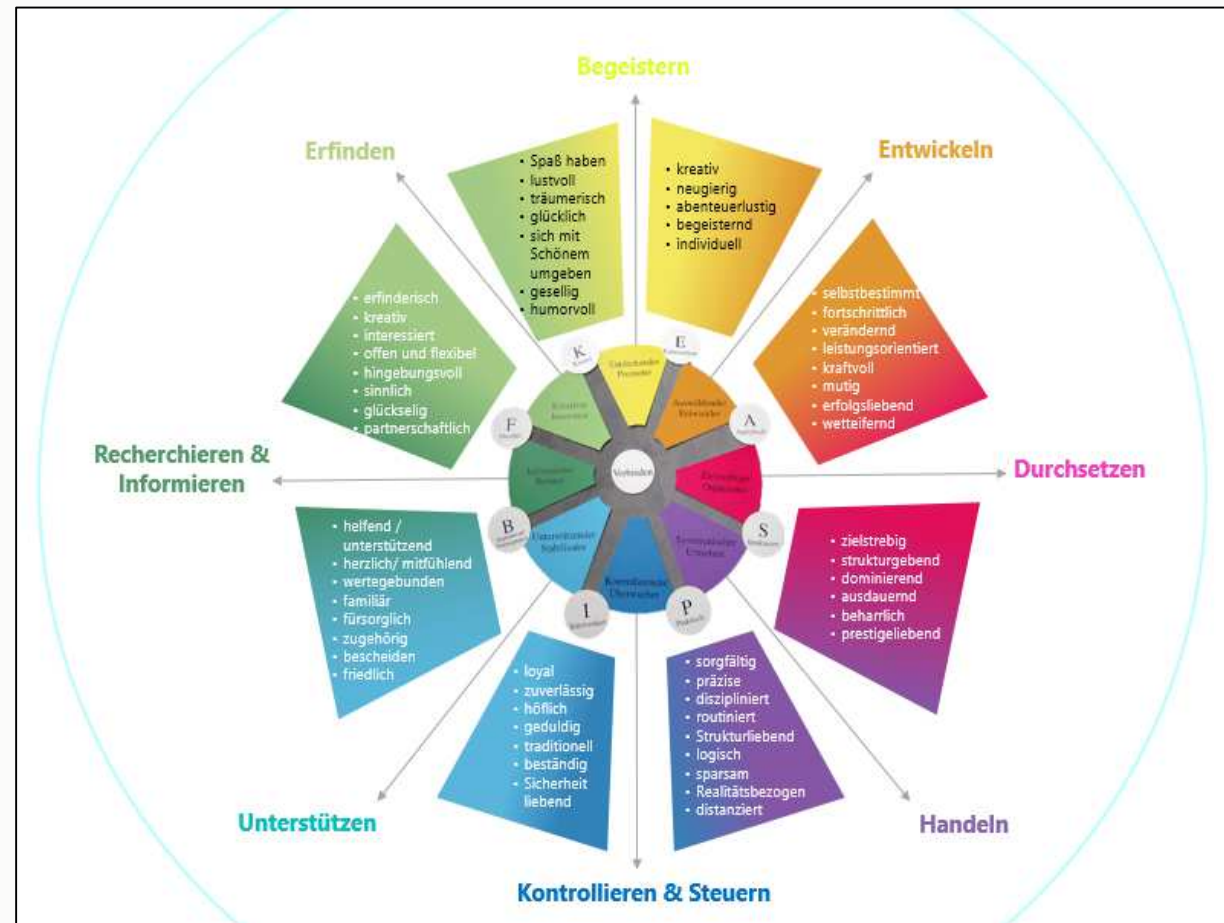 Begeistern
Erfinden
Entwickeln
• Spaß haben
• lustvoll
• träumerisch
• glücklich
• sich mit
Schönem
umgeben
• gesellig
• humorvoll
• kreativ
• neugierig
• abenteuerlustig
• begeisternd
• individuell
• erfinderisch
• kreativ
• interessiert
• offen und flexibel
• hingebungsvoll
• sinnlich
• glückselig
• partnerschaftlich
• selbstbestimmt
• fortschrittlich
• verändernd
• leistungsorientiert
• kraftvoll
• mutig
• erfolgsliebend
• wetteifernd
K
E
F
A
Verbinden
B
S
I
P
Unterstützender
Stabilisator
Kontrollierender
Überwacher
Recherchieren &
Informieren
Durchsetzen
• helfend /
unterstützend
• herzlich/ mitfühlend
• wertegebunden
• familiär
• fürsorglich
• zugehörig
• bescheiden
• friedlich
• zielstrebig
• strukturgebend
• dominierend
• ausdauernd
• beharrlich
• prestigeliebend
• loyal
• zuverlässig
• höflich
• geduldig
• traditionell
• beständig
• Sicherheit
liebend
• sorgfältig
• präzise
• diszipliniert
• routiniert
• Strukturliebend
• logisch
• sparsam
• Realitätsbezogen
• distanziert
Unterstützen
Handeln
Kontrollieren & Steuern